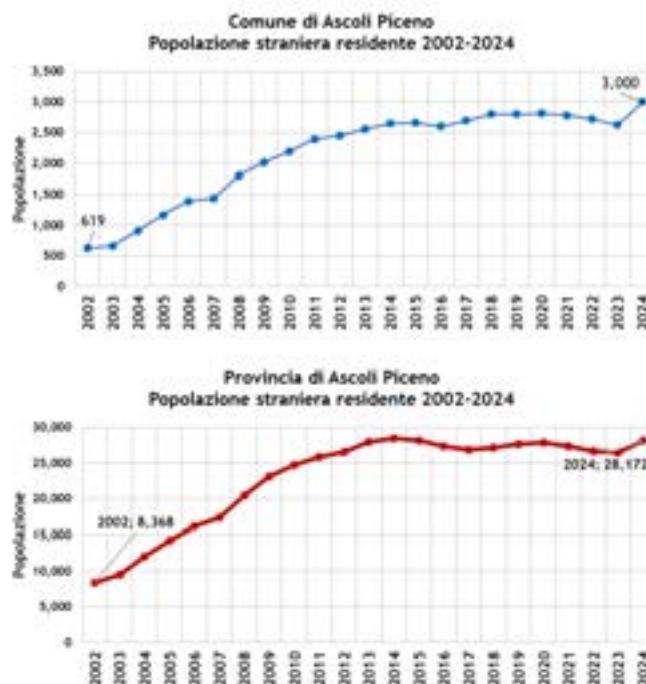 Comune di Ascoli Piceno
Popolazione straniera residente 2002-2024
3,500
3,000
2,500
2,000
1,500
1,000
500
0
Popolazione
619
3,000
2002 2003 2004 2005 2006 2007 2008 2009 2010 2011 2012 2013 2014 2015 2016 2017 2018 2019 2020 2021 2022 2023 2024
Provincia di Ascoli Piceno
Popolazione straniera residente 2002-2024
30,000
25,000
20,000
15,000
10,000
5,000
0
Popolazione
2002; 8,368
2024; 28,172
2002 2003 2004 2005 2006 2007 2008 2009 2010 2011 2012 2013 2014 2015 2016 2017 2018 2019 2020 2021 2022 2023 2024